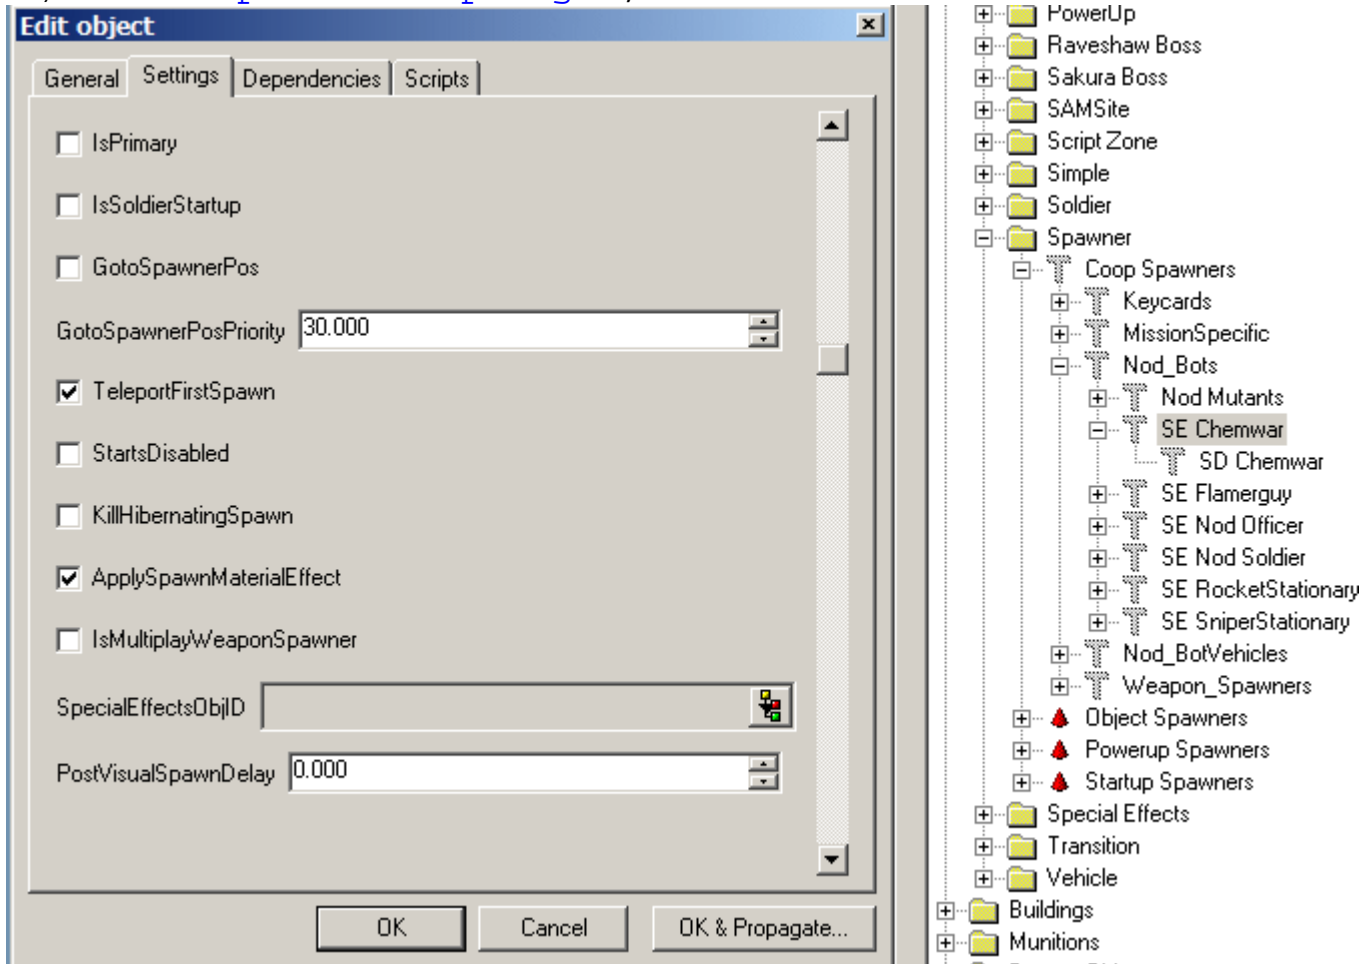 Edit object
General
Settings
Dependencies
Scripts
IsPrimary
IsSoldierStartup
GotoSpawnerPos
GotoSpawnerPosPriority 30.000
TeleportFirstSpawn
StartsDisabled
KillHibernatingSpawn
ApplySpawnMaterialEffect
IsMultiplayWeaponSpawner
SpecialEffectsObjID
PostVisualSpawnDelay 0.000
OK
Cancel
OK & Propagate...
PowerUp
Raveshaw Boss
Sakura Boss
SAMSite
Script Zone
Simple
Soldier
Spawner
Coop Spawners
Keycards
MissionSpecific
Nod_Bots
Nod Mutants
SE Chemwar
SD Chemwar
SE Flamerguy
SE Nod Officer
SE Nod Soldier
SE RocketStationary
SE SniperStationary
Nod_BotVehicles
Weapon_Spawners
Object Spawners
Powerup Spawners
Startup Spawners
Special Effects
Transition
Vehicle
Buildings
Munitions